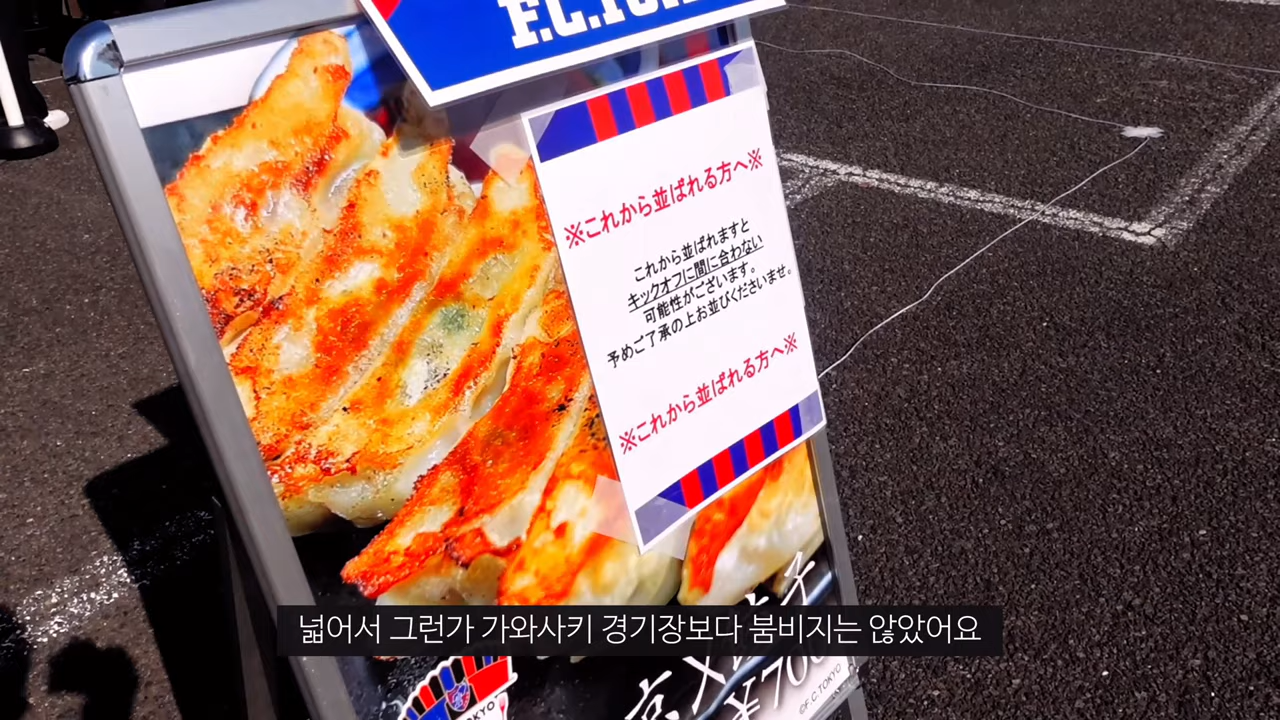 F.C.TOKYO
※これから並ばれる方へ※
これから並ばれますと
キックオフに間に合わない
可能性がございます。
予めご了承の上お並びくださいませ。
※これから並ばれる方へ※
넓어서 그런가 가와사키 경기장보다 붐비지는 않았어요
¥700
©F.C.TOKYO